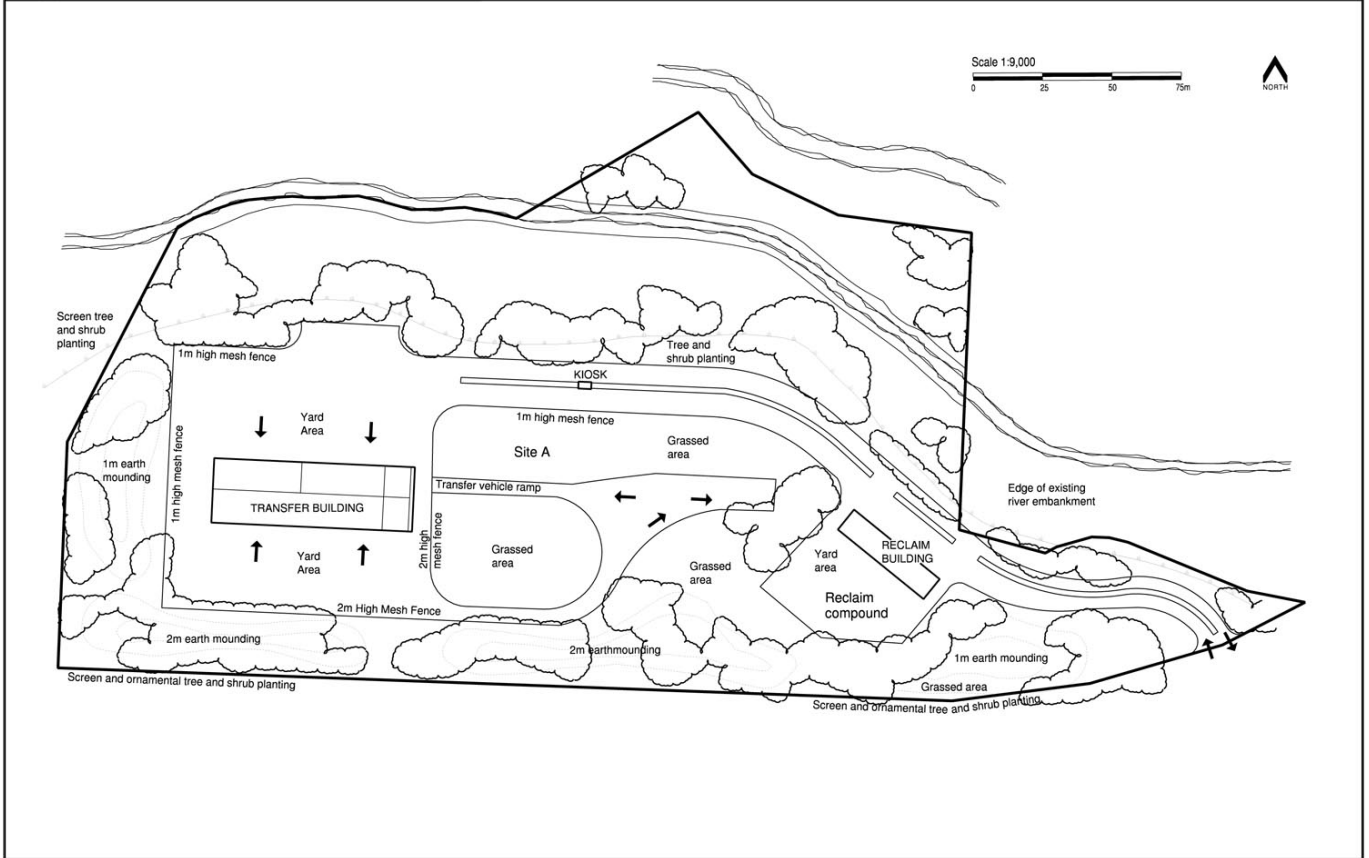 Scale 1:9,000
0 25 50 75m
NORTH
Screen tree
and shrub
planting
1m high mesh fence
Tree and
shrub planting
KIOSK
1m high mesh fence
Yard
Area
Site A
Grassed
area
1m earth
mounding
1m high mesh fence
Transfer vehicle ramp
TRANSFER BUILDING
2m high
mesh fence
Edge of existing
river embankment
Yard
Area
Grassed
area
Grassed
area
Yard
area
RECLAIM
BUILDING
Reclaim
compound
2m High Mesh Fence
2m earth mounding
2m earthmounding
1m earth mounding
Grassed area
Screen and ornamental tree and shrub planting
Screen and ornamental tree and shrub planting